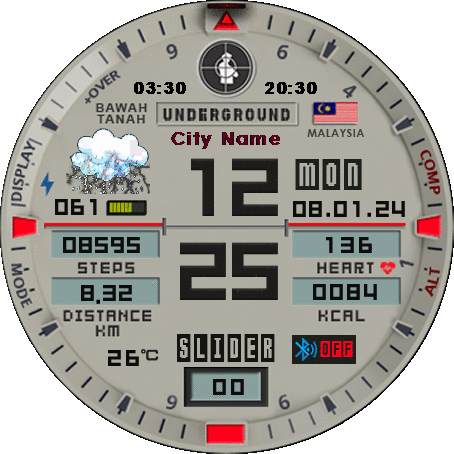 +OVER
9
6
4
03:30
20:30
BAWAH
TANAH
UNDERGROUND
MALAYSIA
City Name
DISPLAY/
COMP
12
MON
061
08.01.24
08595
136
STEPS
25
HEART
1
ALT
MODE
8,32
0084
DISTANCE
KM
KCAL
26°C
SLIDER
OFF
00
9
6